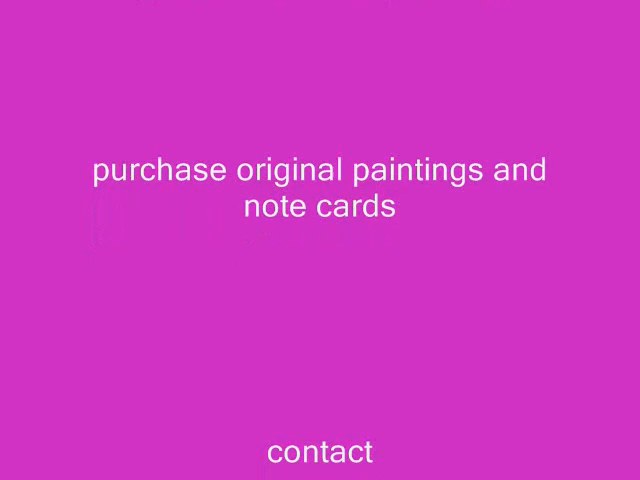 purchase original paintings and
note cards
contact